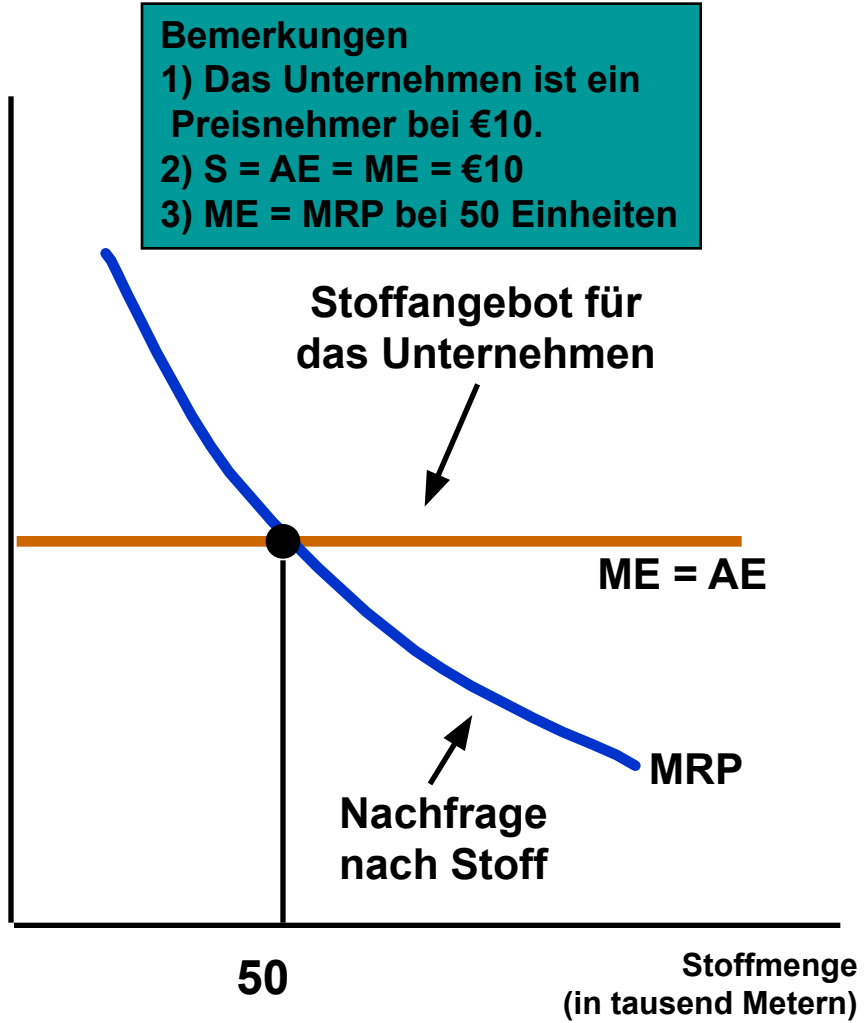 Bemerkungen
1) Das Unternehmen ist ein
Preisnehmer bei €10.
2) S = AE = ME = €10
3) ME = MRP bei 50 Einheiten
Stoffangebot für
das Unternehmen
ME = AE
MRP
Nachfrage
nach Stoff
50
Stoffmenge
(in tausend Metern)